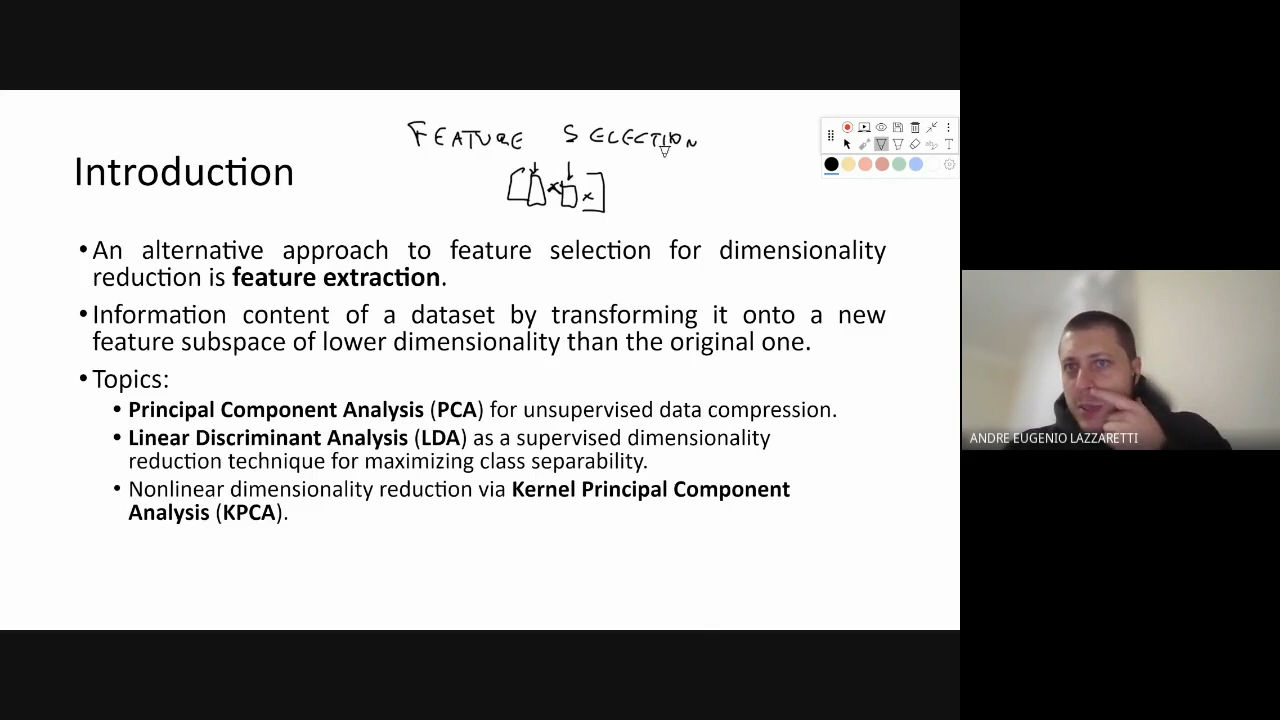 FEATURE SELECTION
Introduction
•An alternative approach to feature selection for dimensionality
reduction is feature extraction.
•Information content of a dataset by transforming it onto a new
feature subspace of lower dimensionality than the original one.
•Topics:
• Principal Component Analysis (PCA) for unsupervised data compression.
• Linear Discriminant Analysis (LDA) as a supervised dimensionality
reduction technique for maximizing class separability.
• Nonlinear dimensionality reduction via Kernel Principal Component
Analysis (KPCA).
ANDRE EUGENIO LAZZARETTI